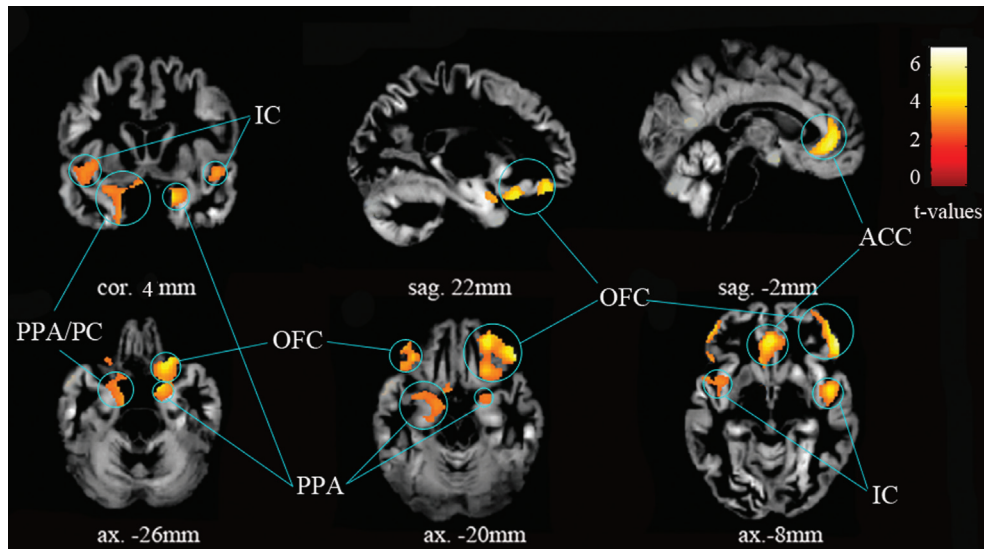 IC
6
4
2
0
t-values
ACC
cor. 4 mm
sag. 22mm
sag. -2mm
OFC
PPA/PC
OFC
PPA
IC
ax. -26mm
ax. -20mm
ax.-8mm